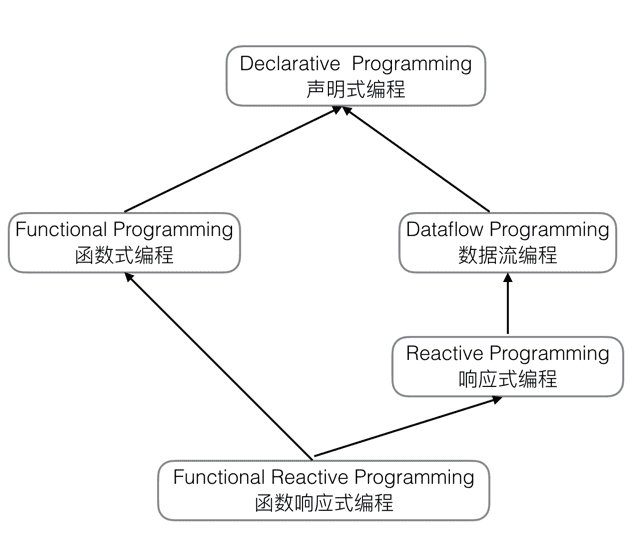 Declarative  Programming
声明式编程
Functional Programming
函数式编程
Dataflow Programming
数据流编程
Reactive Programming
响应式编程
Functional Reactive Programming
函数响应式编程